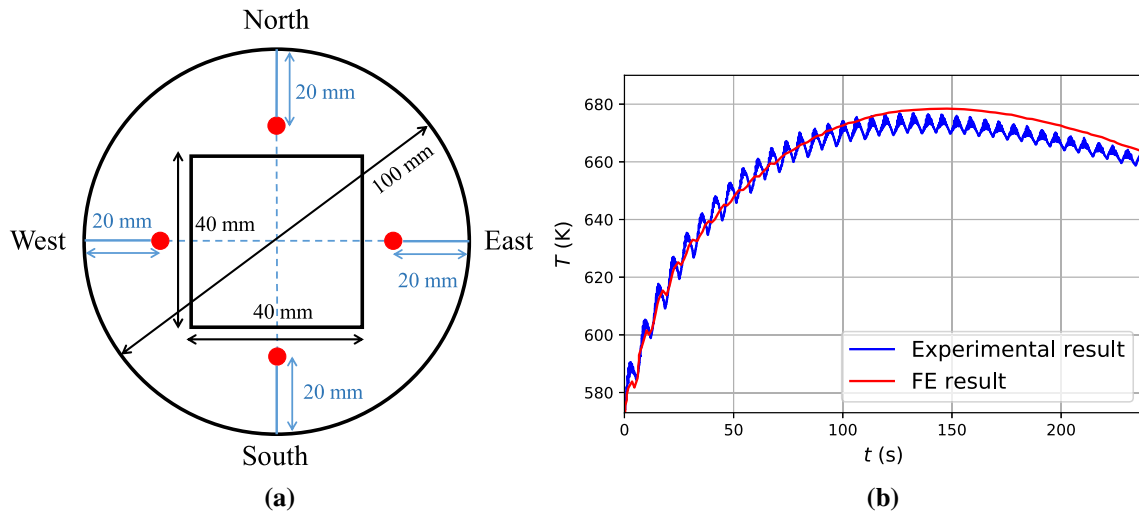 North
20 mm
100 mm
20 mm
40 mm
West
East
20 mm
40 mm
20 mm
South
(a)
680
660
640
620
600
580
T (K)
Experimental result
FE result
0
50
100
150
200
t (s)
(b)